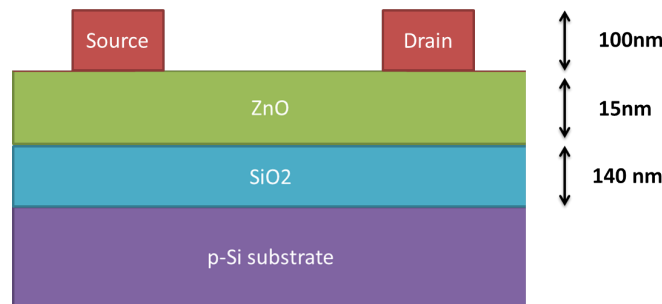 Source
Drain
100nm
ZnO
15nm
SiO2
140 nm
p-Si substrate